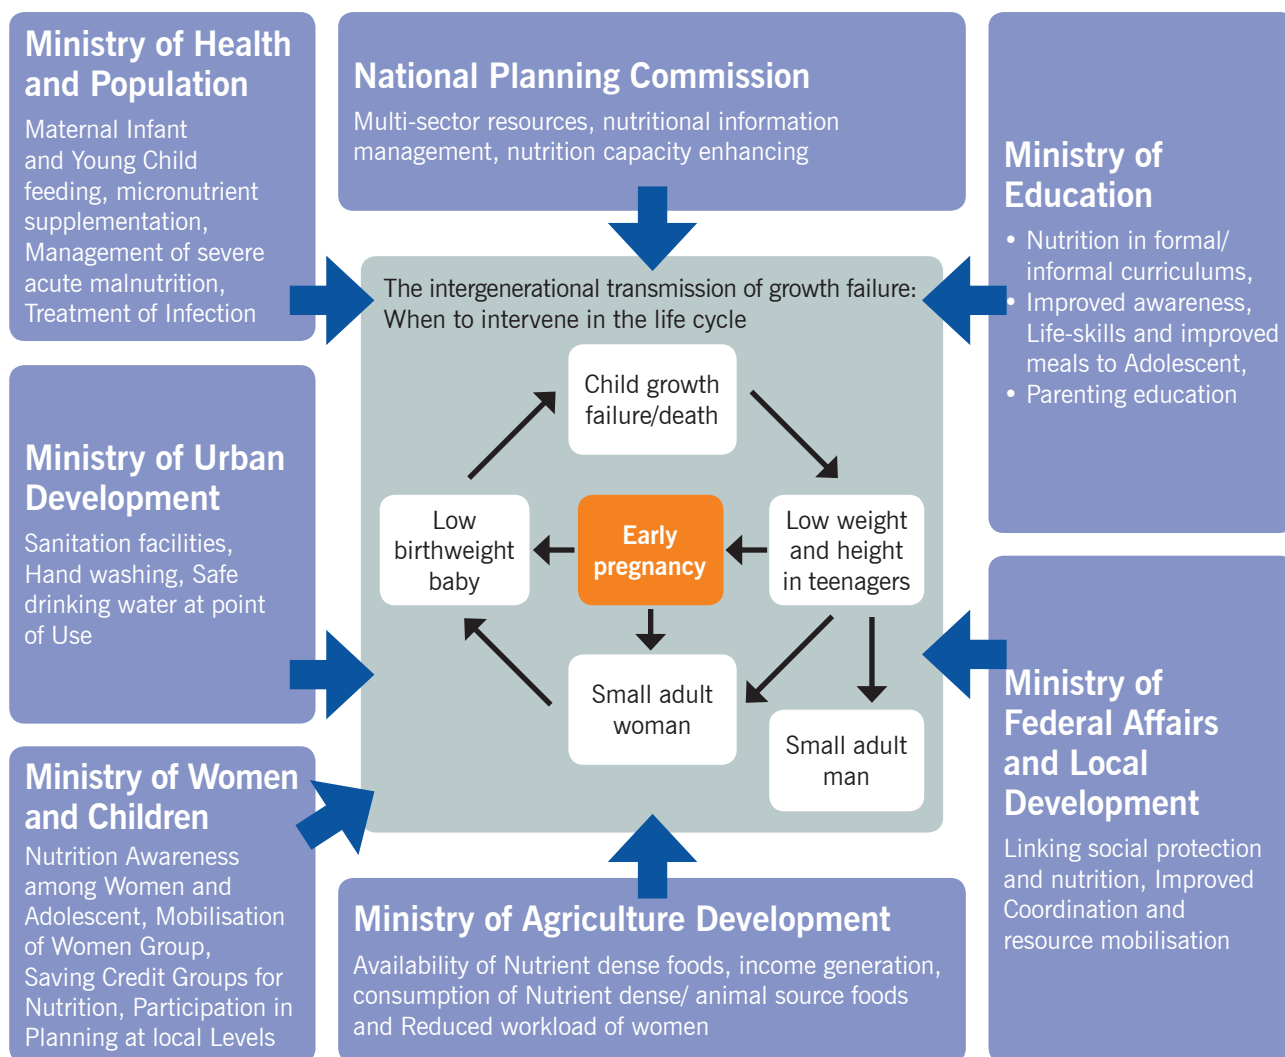 Ministry of Health
and Population
Maternal Infant
and Young Child
feeding, micronutrient
supplementation,
Management of severe
acute malnutrition,
Treatment of Infection
National Planning Commission
Multi-sector resources, nutritional information
management, nutrition capacity enhancing
Ministry of
Education
• Nutrition in formal/
informal curriculums,
• Improved awareness,
Life-skills and improved
meals to Adolescent,
• Parenting education
The intergenerational transmission of growth failure:
When to intervene in the life cycle
Child growth
failure/death
Low
birthweight
baby
Early
pregnancy
Low weight
and height
in teenagers
Small adult
woman
Small adult
man
Ministry of Urban
Development
Sanitation facilities,
Hand washing, Safe
drinking water at point
of Use
Ministry of
Federal Affairs
and Local
Development
Linking social protection
and nutrition, Improved
Coordination and
resource mobilisation
Ministry of Women
and Children
Nutrition Awareness
among Women and
Adolescent, Mobilisation
of Women Group,
Saving Credit Groups for
Nutrition, Participation in
Planning at local Levels
Ministry of Agriculture Development
Availability of Nutrient dense foods, income generation,
consumption of Nutrient dense/ animal source foods
and Reduced workload of women